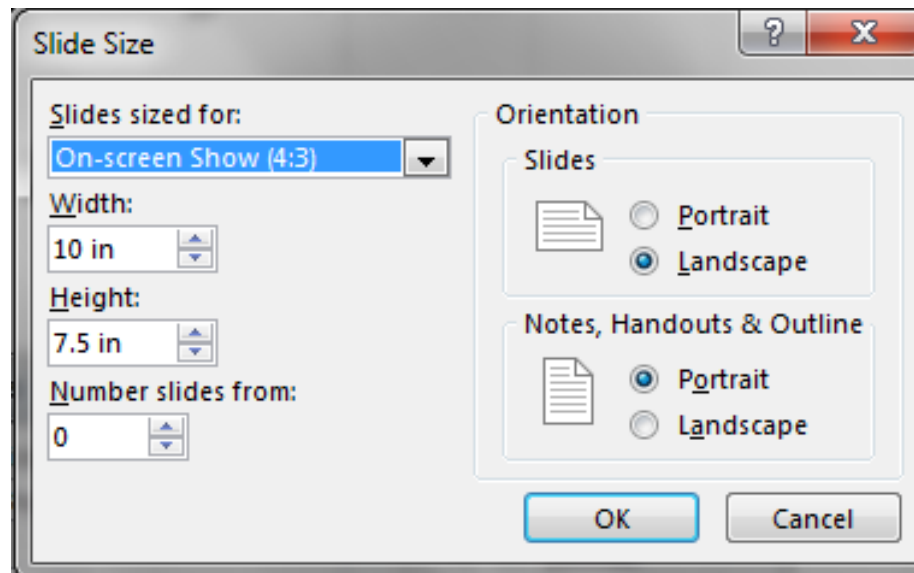 Slide Size
?
Slides sized for:
On-screen Show (4:3)
Width:
10 in
Height:
7.5 in
Number slides from:
0
Orientation
Slides
Portrait
Landscape
Notes, Handouts & Outline
Portrait
Landscape
OK
Cancel